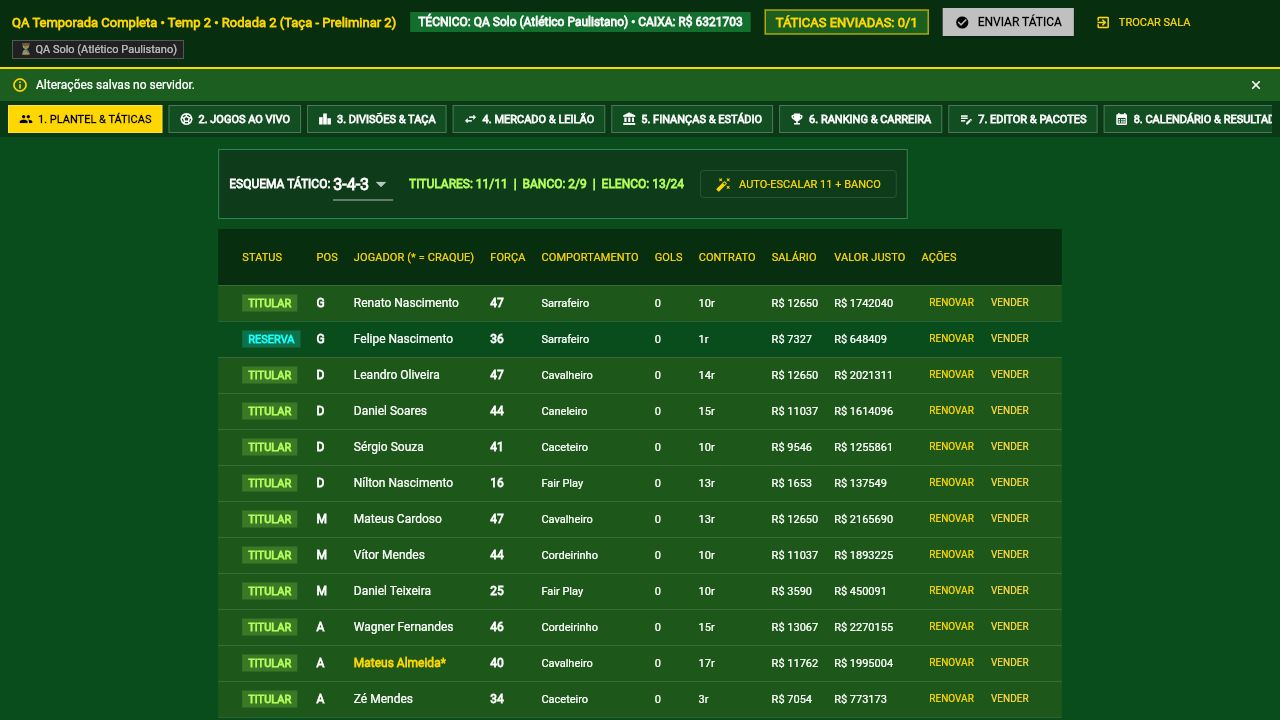 QA Temporada Completa • Temp 2 • Rodada 2 (Taça - Preliminar 2) TÉCNICO: QA Solo (Atlético Paulistano) • CAIXA: R$ 6321703 TÁTICAS ENVIADAS: 0/1 ENVIAR TÁTICA TROCAR SALA
⏳ QA Solo (Atlético Paulistano)
Alterações salvas no servidor.
1. PLANTEL & TÁTICAS 2. JOGOS AO VIVO 3. DIVISÕES & TAÇA 4. MERCADO & LEILÃO 5. FINANÇAS & ESTÁDIO 6. RANKING & CARREIRA 7. EDITOR & PACOTES 8. CALENDÁRIO & RESULTAD
ESQUEMA TÁTICO: 3-4-3 TITULARES: 11/11 | BANCO: 2/9 | ELENCO: 13/24 AUTO-ESCALAR 11 + BANCO
STATUS POS JOGADOR (* = CRAQUE) FORÇA COMPORTAMENTO GOLS CONTRATO SALÁRIO VALOR JUSTO AÇÕES
TITULAR G Renato Nascimento 47 Sarrafeiro 0 10r R$ 12650 R$ 1742040 RENOVAR VENDER
RESERVA G Felipe Nascimento 36 Sarrafeiro 0 1r R$ 7327 R$ 648409 RENOVAR VENDER
TITULAR D Leandro Oliveira 47 Cavalheiro 0 14r R$ 12650 R$ 2021311 RENOVAR VENDER
TITULAR D Daniel Soares 44 Caneleiro 0 15r R$ 11037 R$ 1614096 RENOVAR VENDER
TITULAR D Sérgio Souza 41 Caceteiro 0 10r R$ 9546 R$ 1255861 RENOVAR VENDER
TITULAR D Nílton Nascimento 16 Fair Play 0 13r R$ 1653 R$ 137549 RENOVAR VENDER
TITULAR M Mateus Cardoso 47 Cavalheiro 0 13r R$ 12650 R$ 2165690 RENOVAR VENDER
TITULAR M Vítor Mendes 44 Cordeirinho 0 10r R$ 11037 R$ 1893225 RENOVAR VENDER
TITULAR M Daniel Teixeira 25 Fair Play 0 10r R$ 3590 R$ 450091 RENOVAR VENDER
TITULAR A Wagner Fernandes 46 Cordeirinho 0 15r R$ 13067 R$ 2270155 RENOVAR VENDER
TITULAR A Mateus Almeida* 40 Cavalheiro 0 17r R$ 11762 R$ 1995004 RENOVAR VENDER
TITULAR A Zé Mendes 34 Caceteiro 0 3r R$ 7054 R$ 773173 RENOVAR VENDER